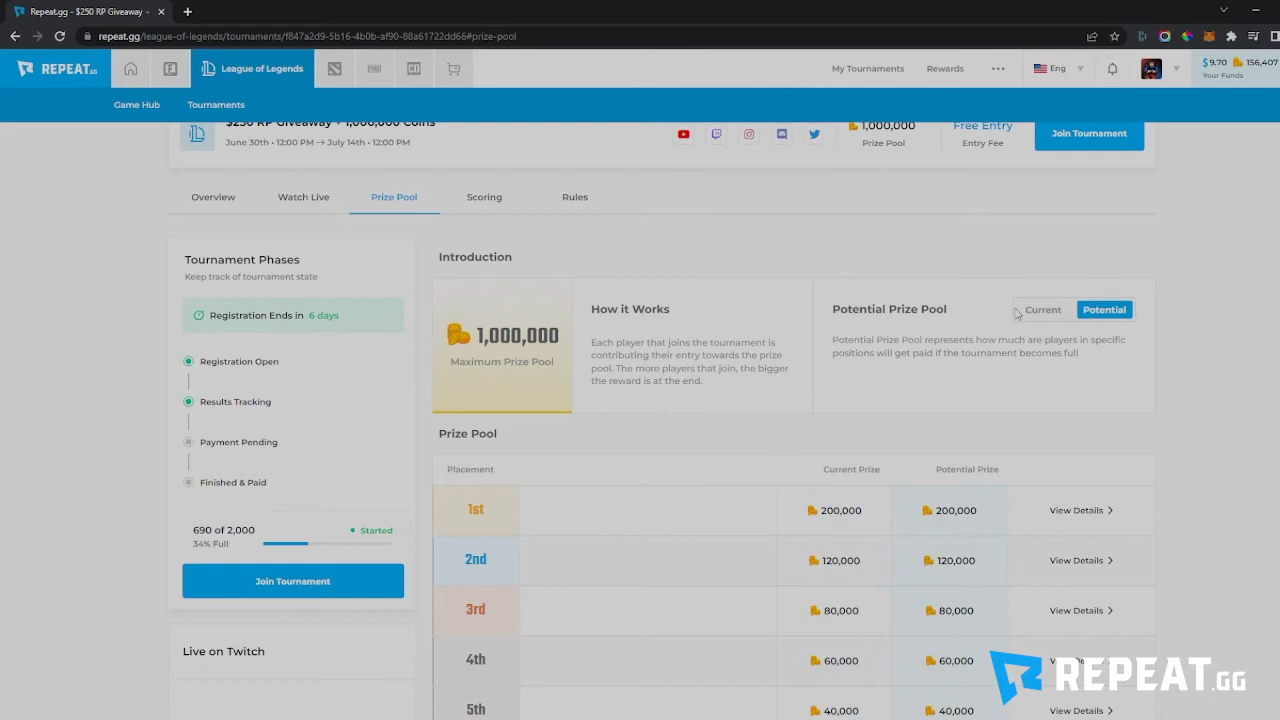 Repeat.gg - $250 RP Giveaway -
repeat.gg/league-of-legends/tournaments/f847a2d9-5b16-4b0b-af90-88a61722dd66#prize-pool
REPEAT.GG
League of Legends
My Tournaments
Rewards
Eng
$ 9.70
156,407
Your Funds
Game Hub
Tournaments
$250 RP Giveaway + 1,000,000 Coins
June 30th • 12:00 PM → July 14th • 12:00 PM
1,000,000
Prize Pool
Free Entry
Entry Fee
Join Tournament
Overview
Watch Live
Prize Pool
Scoring
Rules
Tournament Phases
Keep track of tournament state
Registration Ends in 6 days
Registration Open
Results Tracking
Payment Pending
Finished & Paid
690 of 2,000
Started
34% Full
Join Tournament
Live on Twitch
Introduction
1,000,000
Maximum Prize Pool
How it Works
Each player that joins the tournament is
contributing their entry towards the prize
pool. The more players that join, the bigger
the reward is at the end.
Potential Prize Pool
Current
Potential
Potential Prize Pool represents how much are players in specific
positions will get paid if the tournament becomes full
Prize Pool
Placement
Current Prize
Potential Prize
1st
200,000
200,000
View Details
2nd
120,000
120,000
View Details
3rd
80,000
80,000
View Details
4th
60,000
60,000
5th
40,000
40,000
View Details
REPEAT.GG